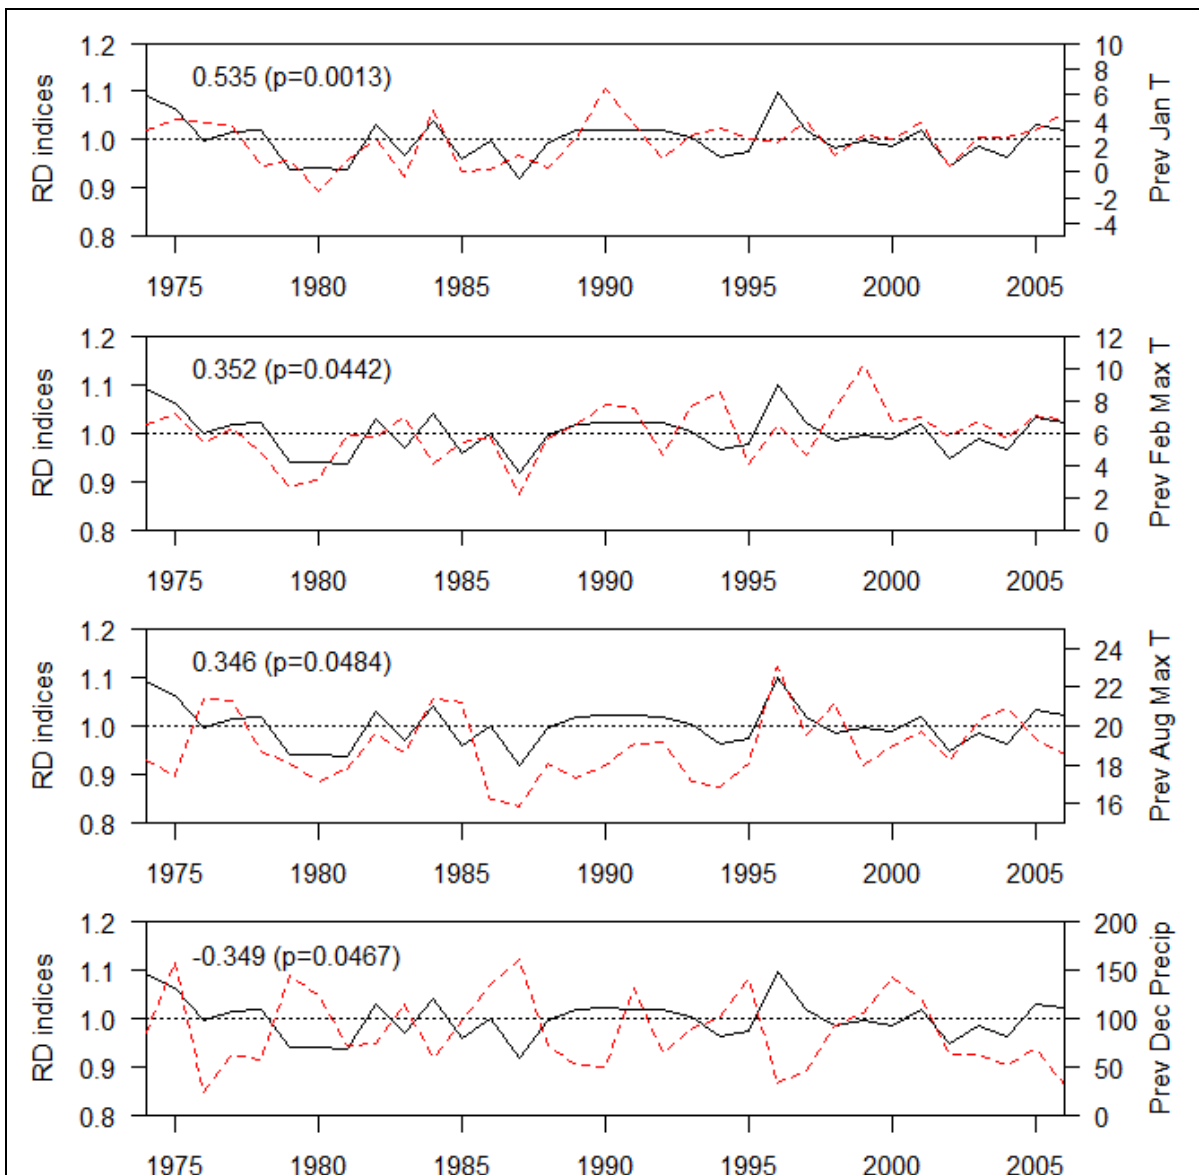 0.535 (p=0.0013)
RD indices
1.2
1.1
1.0
0.9
0.8
10
8
6
4
2
0
-2
-4
Prev Jan T
1975 1980 1985 1990 1995 2000 2005
0.352 (p=0.0442)
RD indices
1.2
1.1
1.0
0.9
0.8
12
10
8
6
4
2
0
Prev Feb Max T
1975 1980 1985 1990 1995 2000 2005
0.346 (p=0.0484)
RD indices
1.2
1.1
1.0
0.9
0.8
24
22
20
18
16
Prev Aug Max T
1975 1980 1985 1990 1995 2000 2005
-0.349 (p=0.0467)
RD indices
1.2
1.1
1.0
0.9
0.8
200
150
100
50
0
Prev Dec Precip
1975 1980 1985 1990 1995 2000 2005